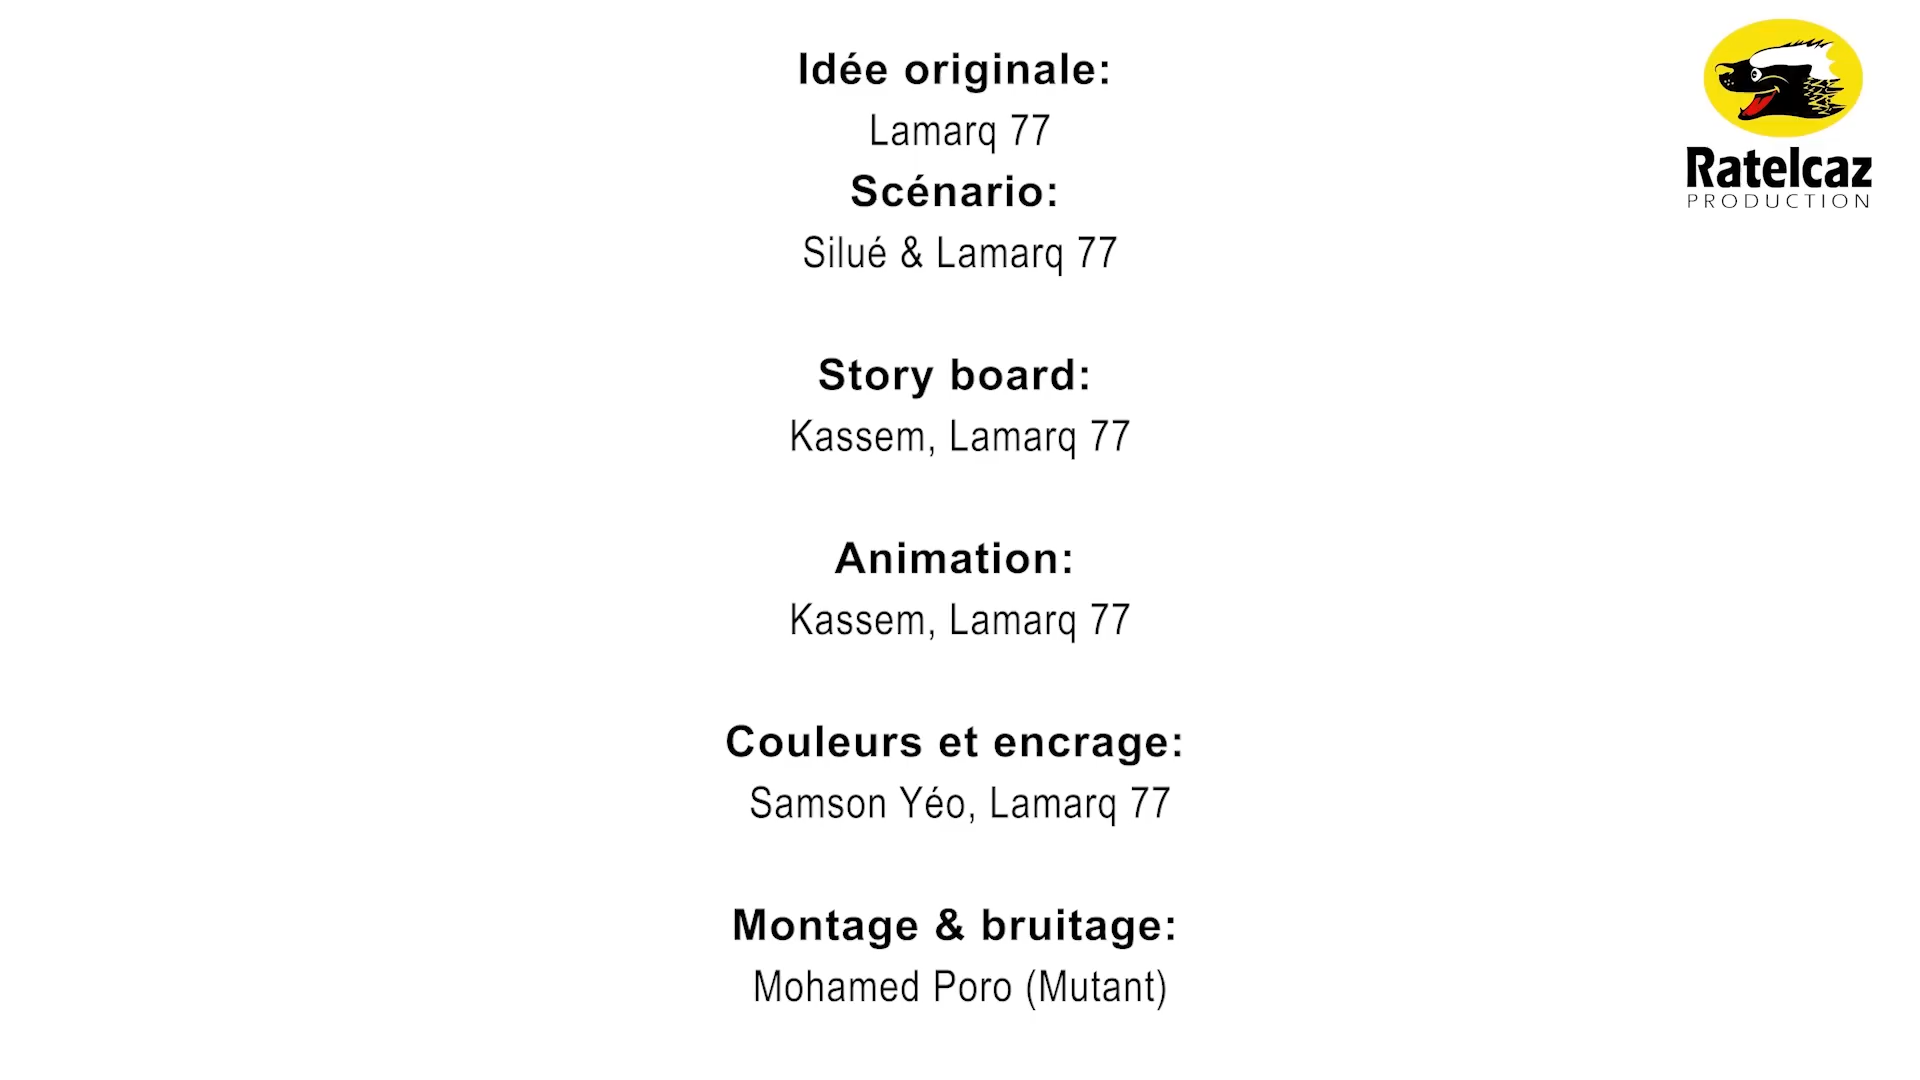 Idée originale:
Lamarq 77
Scénario:
Silué & Lamarq 77
Story board:
Kassem, Lamarq 77
Animation:
Kassem, Lamarq 77
Couleurs et encrage:
Samson Yéo, Lamarq 77
Montage & bruitage:
Mohamed Poro (Mutant)
Ratelcaz
PRODUCTION